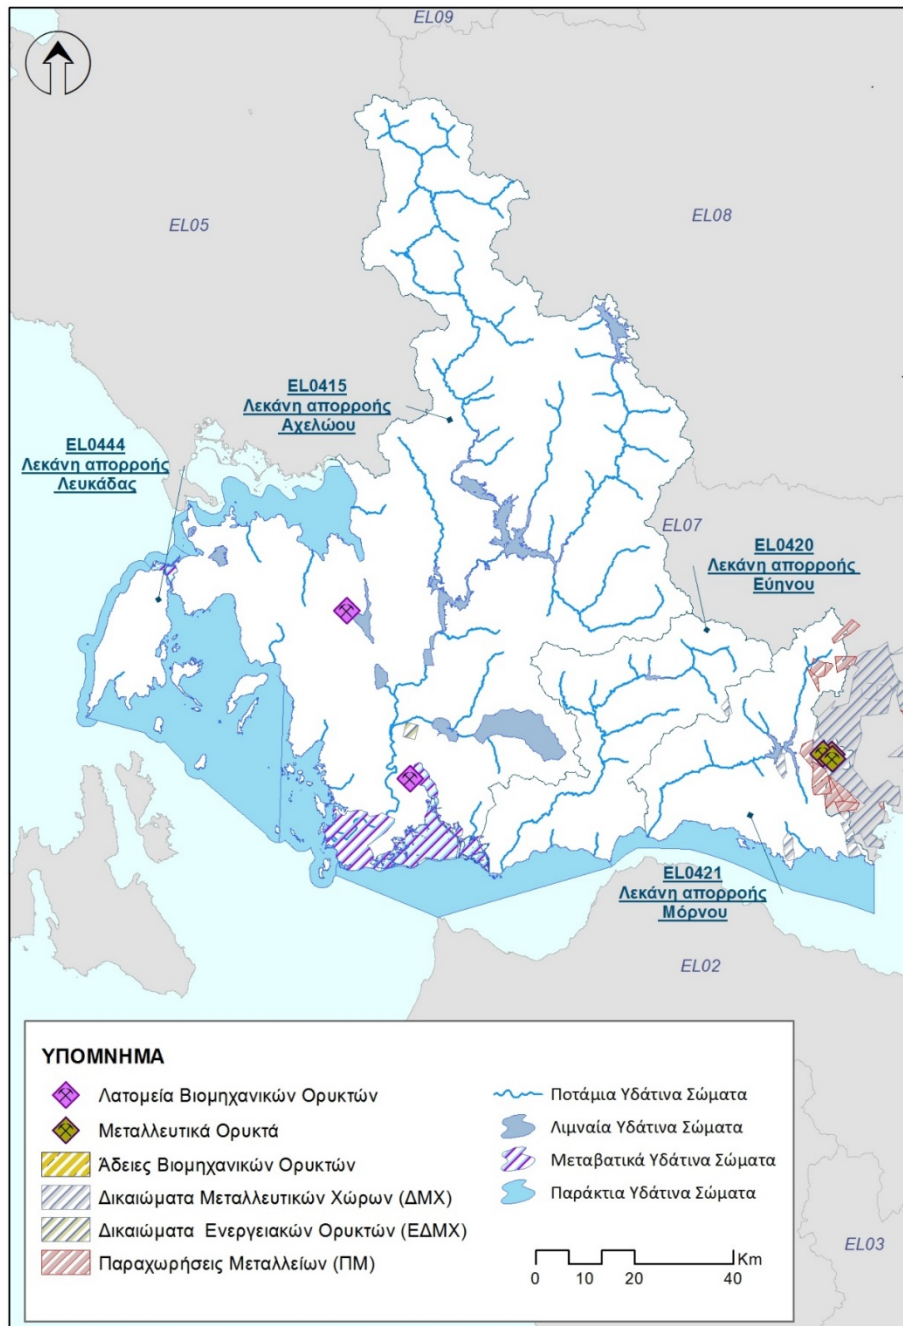 EL09
EL05
EL08
EL0415
Λεκάνη απορροής
Αχελώου
EL0444
Λεκάνη απορροής
Λευκάδας
EL07
EL0420
Λεκάνη απορροής
Εύηνου
EL0421
Λεκάνη απορροής
Μόρνου
EL02
EL03
ΥΠΟΜΝΗΜΑ
Λατομεία Βιομηχανικών Ορυκτών
Μεταλλευτικά Ορυκτά
Άδειες Βιομηχανικών Ορυκτών
Δικαιώματα Μεταλλευτικών Χώρων (ΔΜΧ)
Δικαιώματα Ενεργειακών Ορυκτών (ΕΔΜΧ)
Παραχωρήσεις Μεταλλείων (ΠΜ)
Ποτάμια Υδάτινα Σώματα
Λιμναία Υδάτινα Σώματα
Μεταβατικά Υδάτινα Σώματα
Παράκτια Υδάτινα Σώματα
Km
0 10 20 40